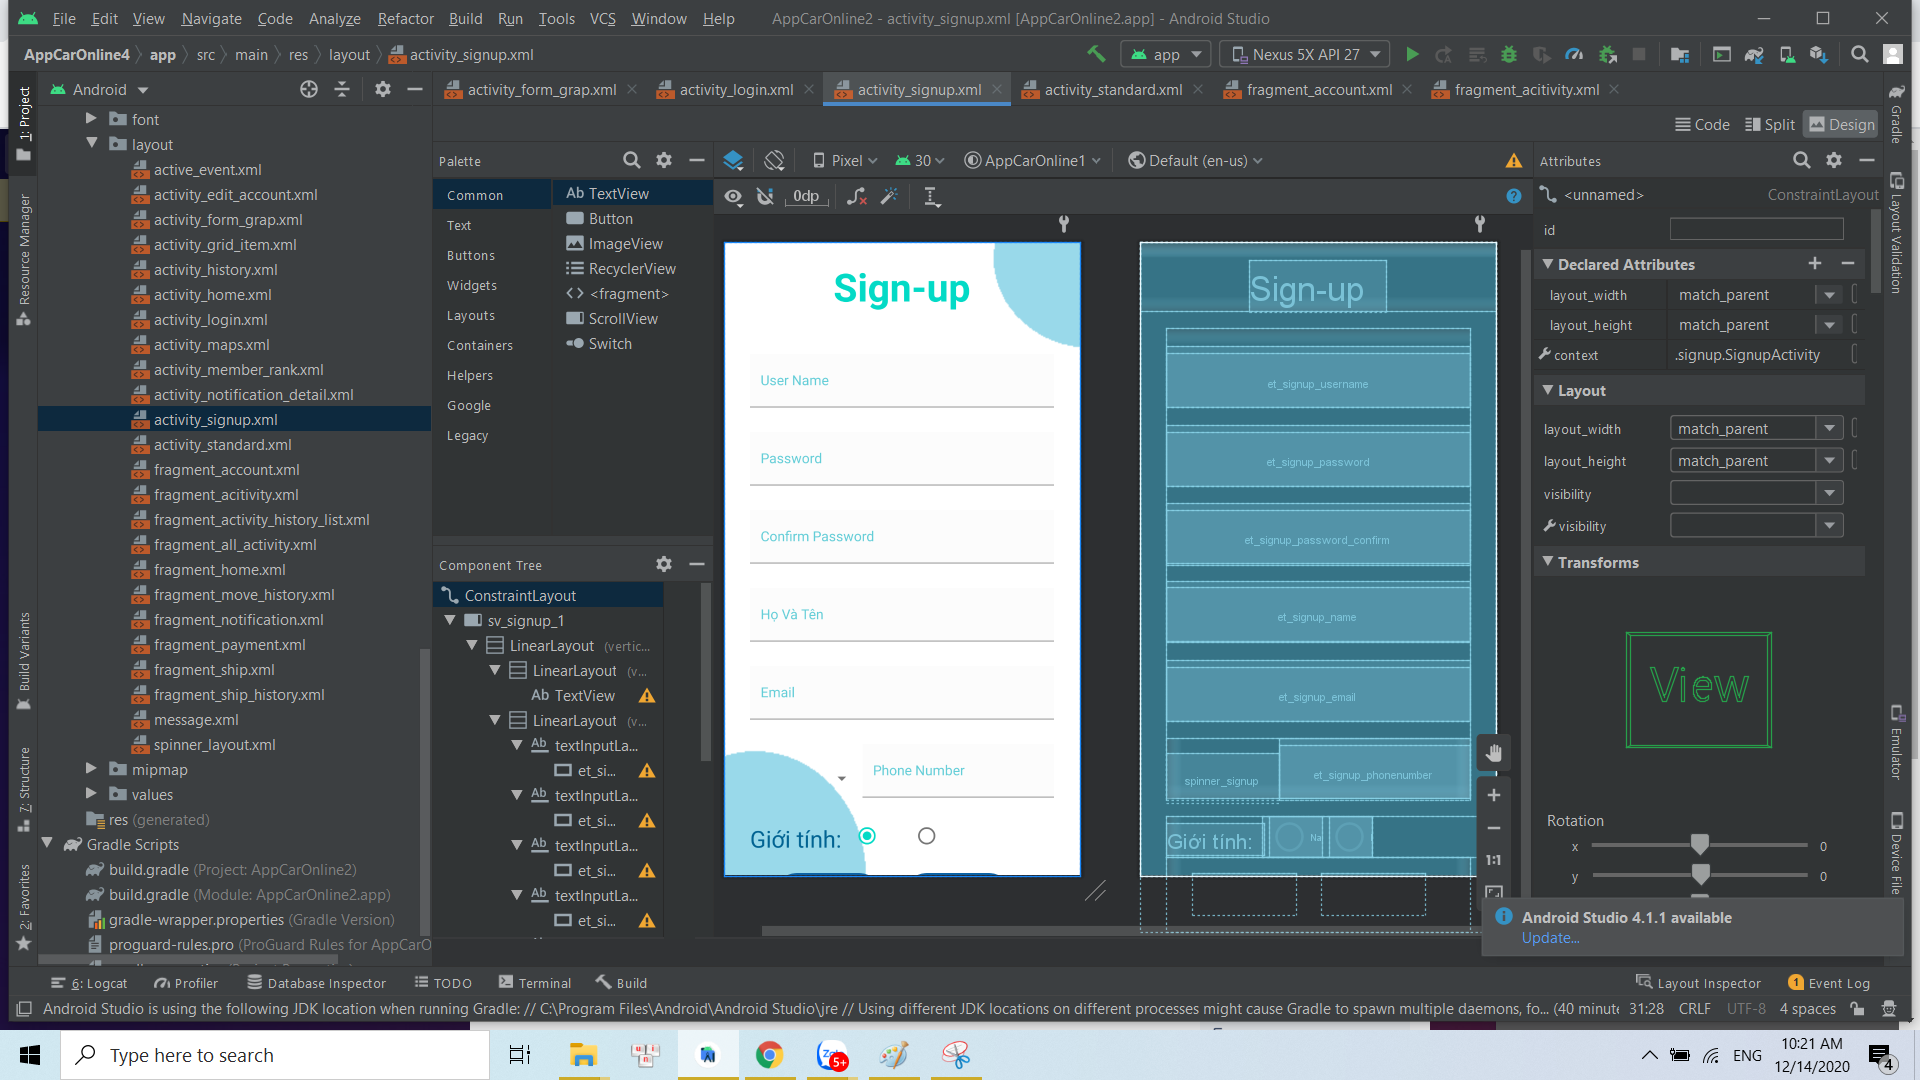 File Edit View Navigate Code Analyze Refactor Build Run Tools VCS Window Help AppCarOnline2 - activity_signup.xml [AppCarOnline2.app] - Android Studio
AppCarOnline4 app src main res layout activity_signup.xml app Nexus 5X API 27
Android
activity_form_grap.xml activity_login.xml activity_signup.xml activity_standard.xml fragment_account.xml fragment_acitivity.xml
Code Split Design
1: Project
Resource Manager
Build Variants
7: Structure
2: Favorites
font
layout
active_event.xml
activity_edit_account.xml
activity_form_grap.xml
activity_grid_item.xml
activity_history.xml
activity_home.xml
activity_login.xml
activity_maps.xml
activity_member_rank.xml
activity_notification_detail.xml
activity_signup.xml
activity_standard.xml
fragment_account.xml
fragment_acitivity.xml
fragment_activity_history_list.xml
fragment_all_activity.xml
fragment_home.xml
fragment_move_history.xml
fragment_notification.xml
fragment_payment.xml
fragment_ship.xml
fragment_ship_history.xml
message.xml
spinner_layout.xml
mipmap
values
res (generated)
Gradle Scripts
build.gradle (Project: AppCarOnline2)
build.gradle (Module: AppCarOnline2.app)
gradle-wrapper.properties (Gradle Version)
proguard-rules.pro (ProGuard Rules for AppCarO
Palette
Common
Text
Buttons
Widgets
Layouts
Containers
Helpers
Google
Legacy
Ab TextView
Button
ImageView
RecyclerView
<fragment>
ScrollView
Switch
Component Tree
ConstraintLayout
sv_signup_1
LinearLayout (vertic...
LinearLayout (v...
Ab TextView
LinearLayout (v...
Ab textInputLa...
et_si...
Ab textInputLa...
et_si...
Ab textInputLa...
et_si...
Ab textInputLa...
et_si...
Pixel 30 AppCarOnline1 Default (en-us)
0dp
Sign-up
User Name
Password
Confirm Password
Họ Và Tên
Email
Phone Number
Giới tính:
Sign-up
et_signup_username
et_signup_password
et_signup_password_confirm
et_signup_name
et_signup_email
spinner_signup et_signup_phonenumber
Giới tính: Na
1:1
Attributes
<unnamed> ConstraintLayout
id
Declared Attributes
layout_width match_parent
layout_height match_parent
context .signup.SignupActivity
Layout
layout_width match_parent
layout_height match_parent
visibility
visibility
Transforms
View
Rotation
x 0
y 0
Gradle
Layout Validation
Emulator
Device File
Android Studio 4.1.1 available
Update...
6: Logcat Profiler Database Inspector TODO Terminal Build Layout Inspector 1 Event Log
Android Studio is using the following JDK location when running Gradle: // C:\Program Files\Android\Android Studio\jre // Using different JDK locations on different processes might cause Gradle to spawn multiple daemons, fo... (40 minute 31:28 CRLF UTF-8 4 spaces
Type here to search 5+ ENG 10:21 AM
12/14/2020 4